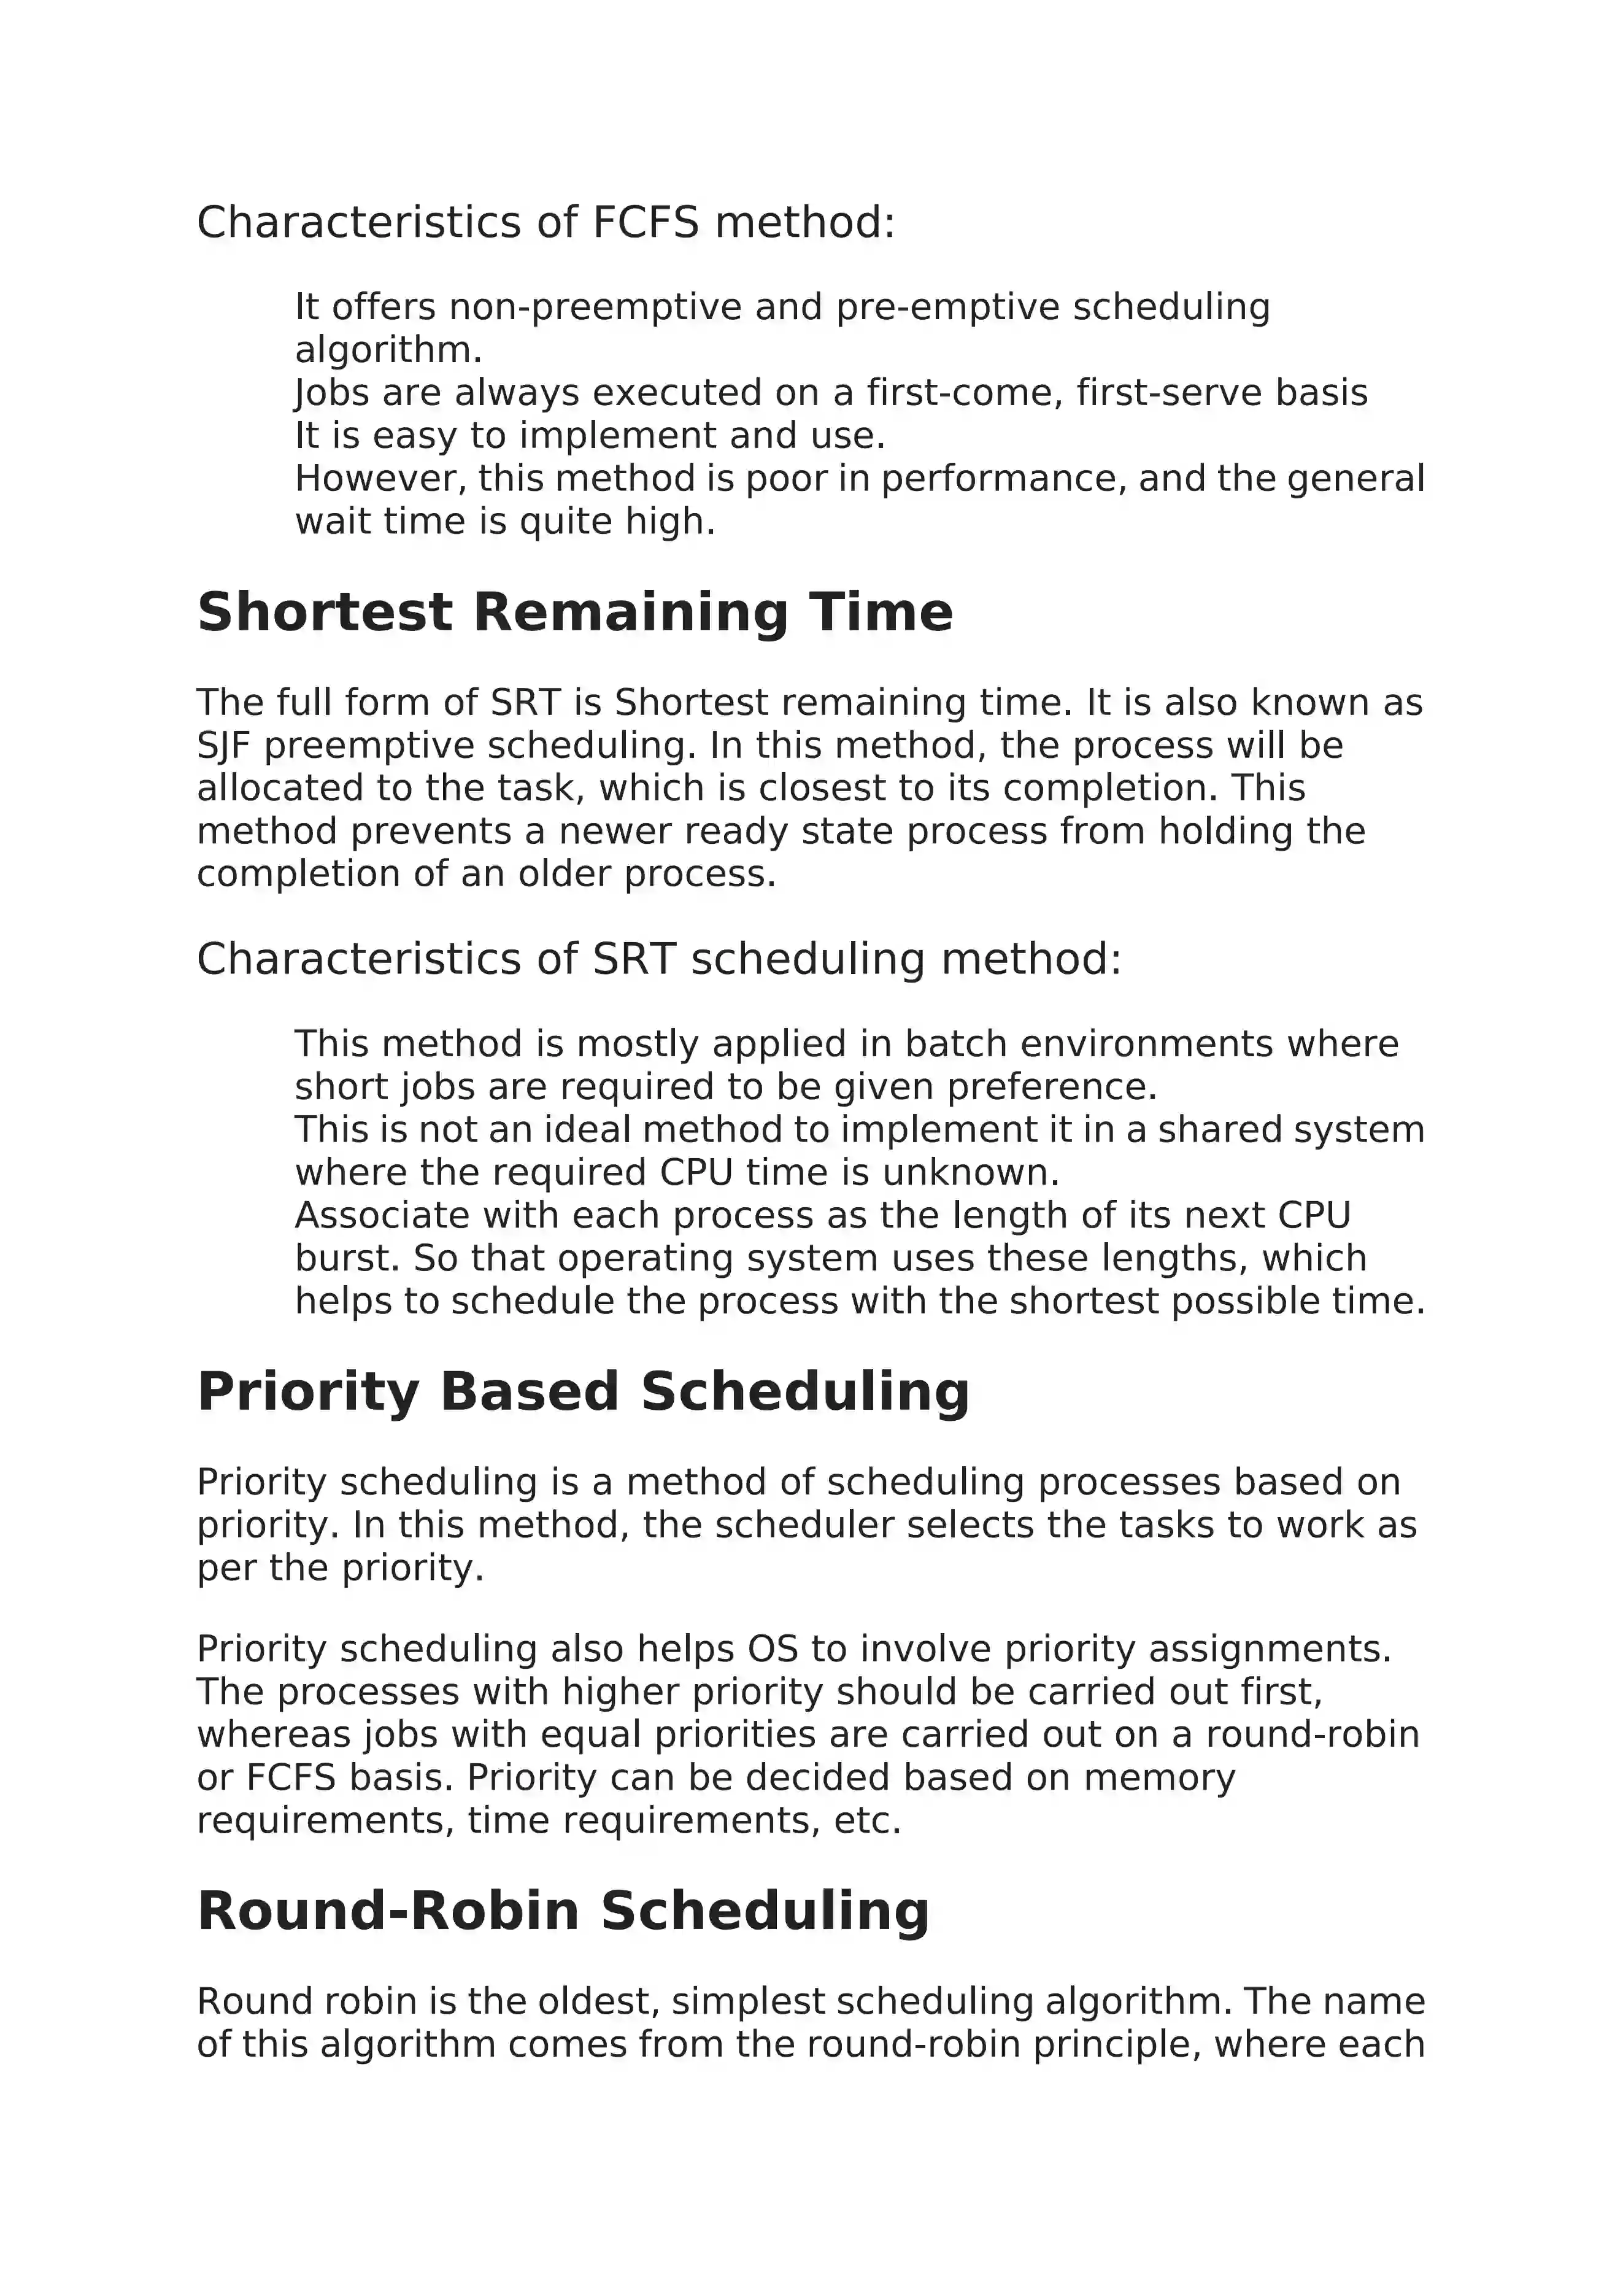 Characteristics of FCFS method:
It offers non-preemptive and pre-emptive scheduling
algorithm.
Jobs are always executed on a first-come, first-serve basis
It is easy to implement and use.
However, this method is poor in performance, and the general
wait time is quite high.
Shortest Remaining Time
The full form of SRT is Shortest remaining time. It is also known as
SJF preemptive scheduling. In this method, the process will be
allocated to the task, which is closest to its completion. This
method prevents a newer ready state process from holding the
completion of an older process.
Characteristics of SRT scheduling method:
This method is mostly applied in batch environments where
short jobs are required to be given preference.
This is not an ideal method to implement it in a shared system
where the required CPU time is unknown.
Associate with each process as the length of its next CPU
burst. So that operating system uses these lengths, which
helps to schedule the process with the shortest possible time.
Priority Based Scheduling
Priority scheduling is a method of scheduling processes based on
priority. In this method, the scheduler selects the tasks to work as
per the priority.
Priority scheduling also helps OS to involve priority assignments.
The processes with higher priority should be carried out first,
whereas jobs with equal priorities are carried out on a round-robin
or FCFS basis. Priority can be decided based on memory
requirements, time requirements, etc.
Round-Robin Scheduling
Round robin is the oldest, simplest scheduling algorithm. The name
of this algorithm comes from the round-robin principle, where each